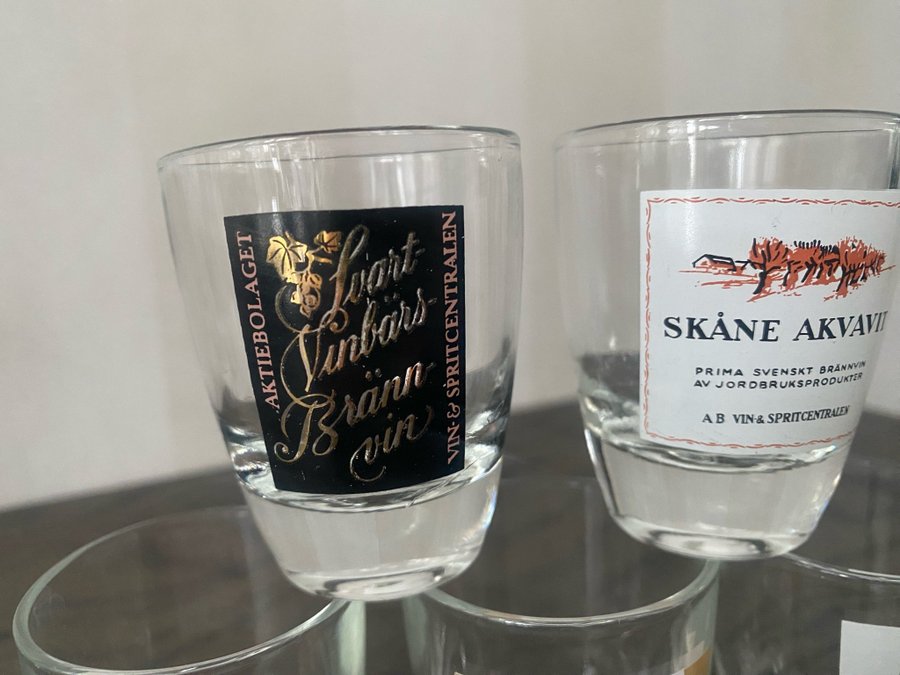 AKTIEBOLAGET
Svart-
Vinbärs-
Bränn-
vin
VIN- & SPRITCENTRALEN
SKÅNE AKVAVIT
PRIMA SVENSKT BRÄNNVIN
AV JORDBRUKSPRODUKTER
AB VIN- & SPRITCENTRALEN